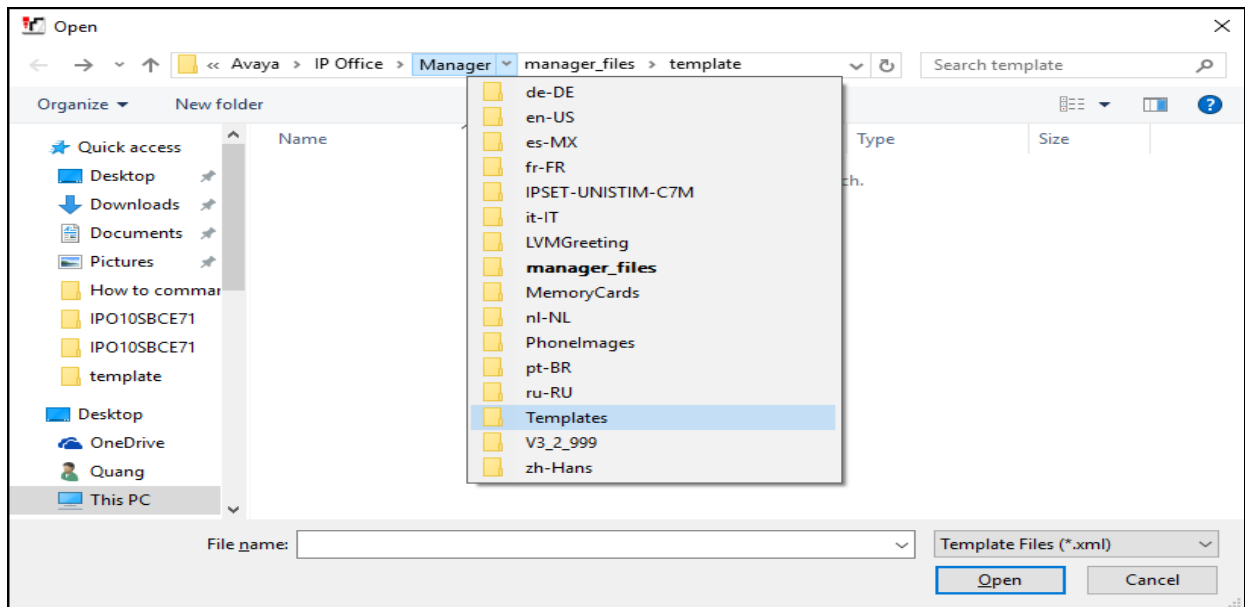 Open
« Avaya > IP Office > Manager manager_files > template
Search template
Organize
New folder
Name
Type
Size
ch.
Quick access
Desktop
Downloads
Documents
Pictures
How to commar
IPO10SBCE71
IPO10SBCE71
template
Desktop
OneDrive
Quang
This PC
de-DE
en-US
es-MX
fr-FR
IPSET-UNISTIM-C7M
it-IT
LVMGreeting
manager_files
MemoryCards
nl-NL
PhoneImages
pt-BR
ru-RU
Templates
V3_2_999
zh-Hans
File name:
Template Files (*.xml)
Open
Cancel